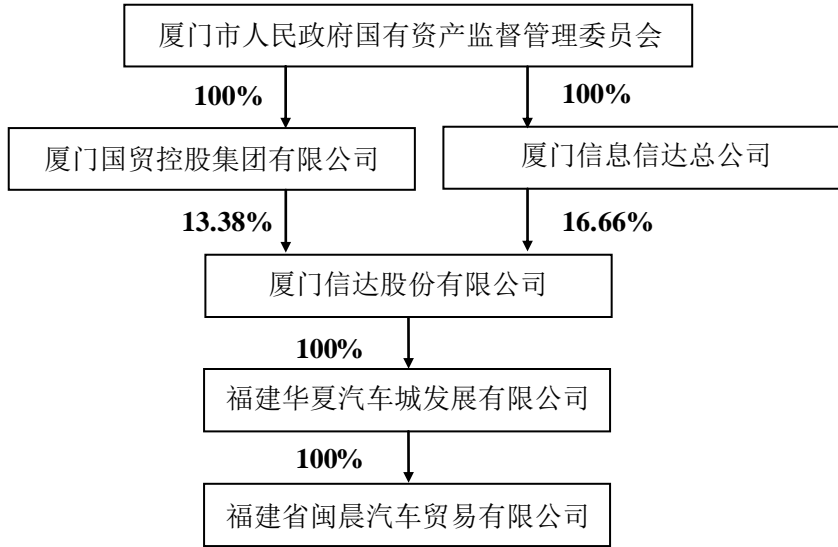 厦门市人民政府国有资产监督管理委员会
100%
100%
厦门国贸控股集团有限公司
厦门信息信达总公司
13.38%
16.66%
厦门信达股份有限公司
100%
福建华夏汽车城发展有限公司
100%
福建省闽晨汽车贸易有限公司